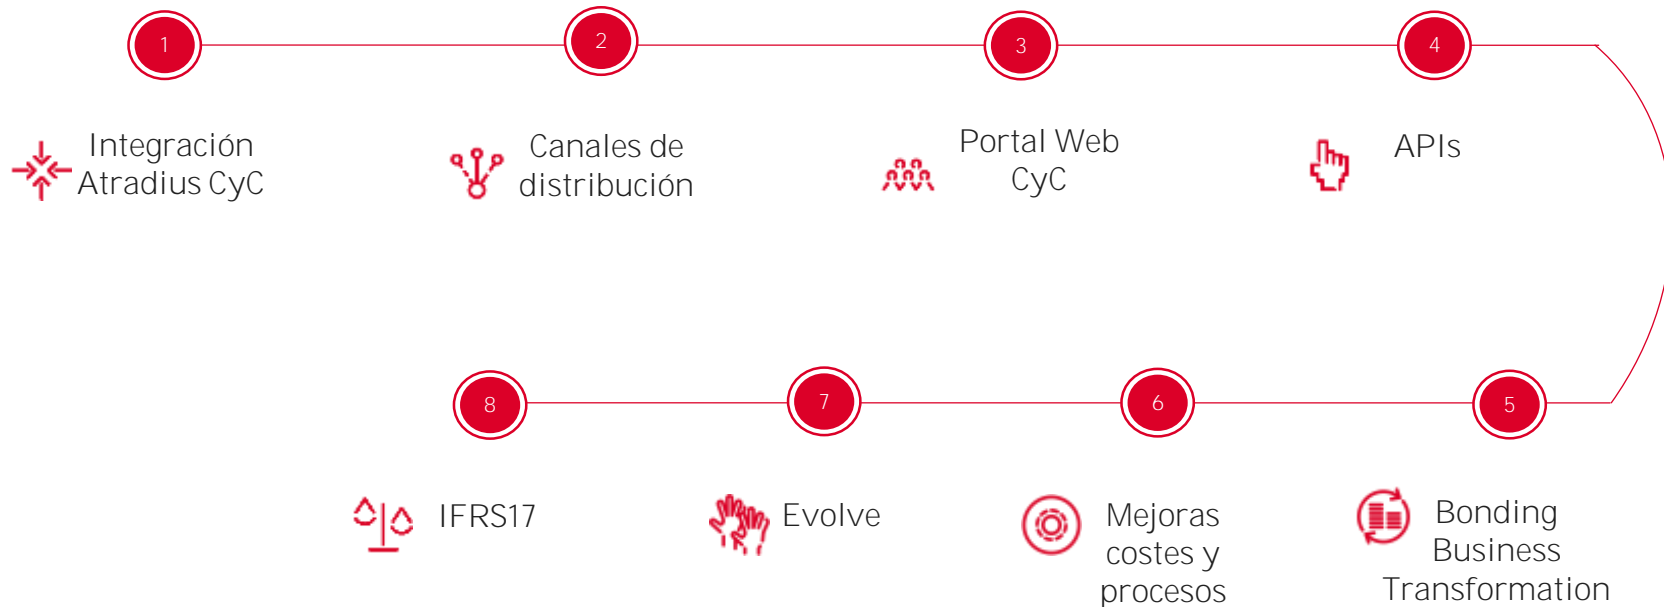 1
2
3
4
Integración
Atradius CyC
Canales de
distribución
Portal Web
CyC
APIs
8
7
6
5
IFRS17
Evolve
Mejoras
costes y
procesos
Bonding
Business
Transformation